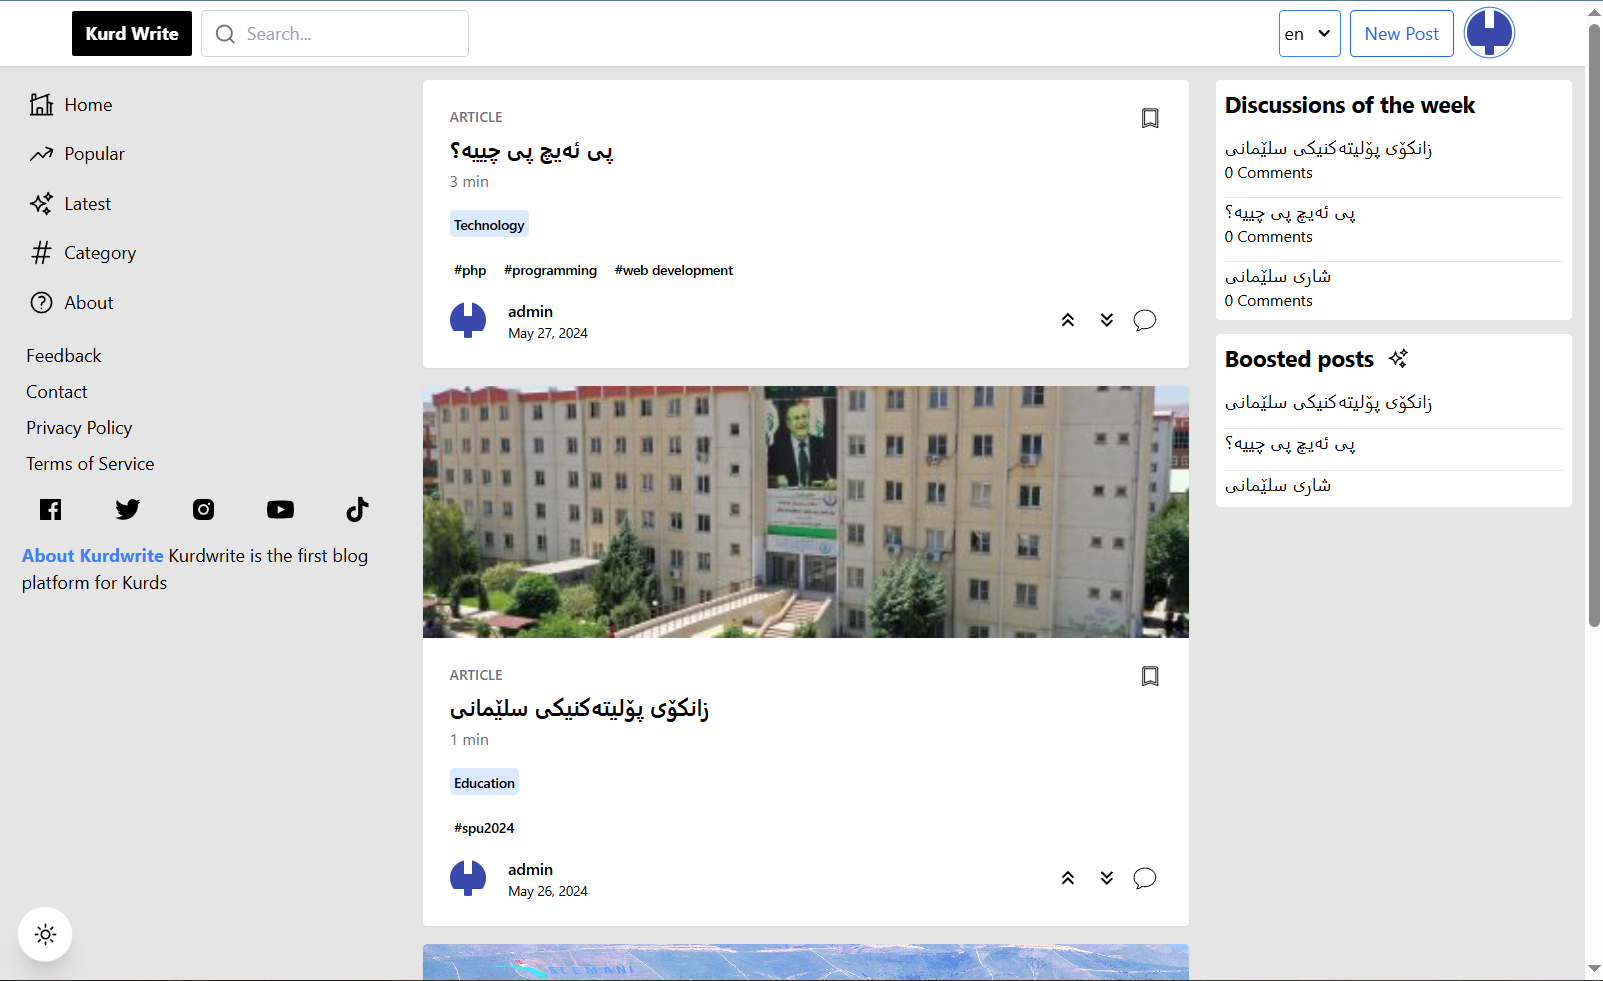 Kurd Write
Search...
en
New Post
Home
Popular
Latest
Category
About
Feedback
Contact
Privacy Policy
Terms of Service
About Kurdwrite Kurdwrite is the first blog
platform for Kurds
ARTICLE
پی ئەیچ پی چییە؟
3 min
Technology
#php #programming #web development
admin
May 27, 2024
ARTICLE
زانکۆی پۆلیتەکنیکی سلێمانی
1 min
Education
#spu2024
admin
May 26, 2024
SLEMANI
Discussions of the week
زانکۆی پۆلیتەکنیکی سلێمانی
0 Comments
پی ئەیچ پی چییە؟
0 Comments
شاری سلێمانی
0 Comments
Boosted posts
زانکۆی پۆلیتەکنیکی سلێمانی
پی ئەیچ پی چییە؟
شاری سلێمانی